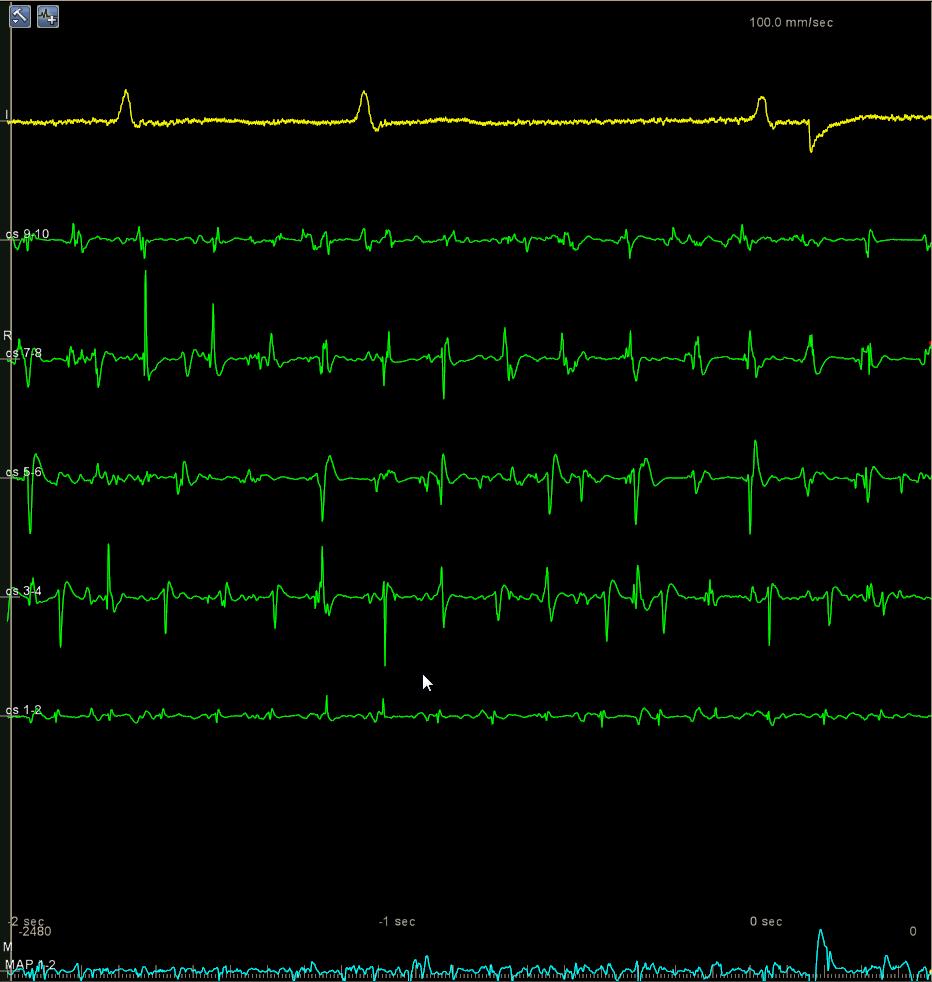 100.0 mm/sec
I
cs 9-10
R
cs 7-8
cs 5-6
cs 3-4
cs 1-2
-2 sec
-1 sec
0 sec
-2480
0
M
MAP 1-2